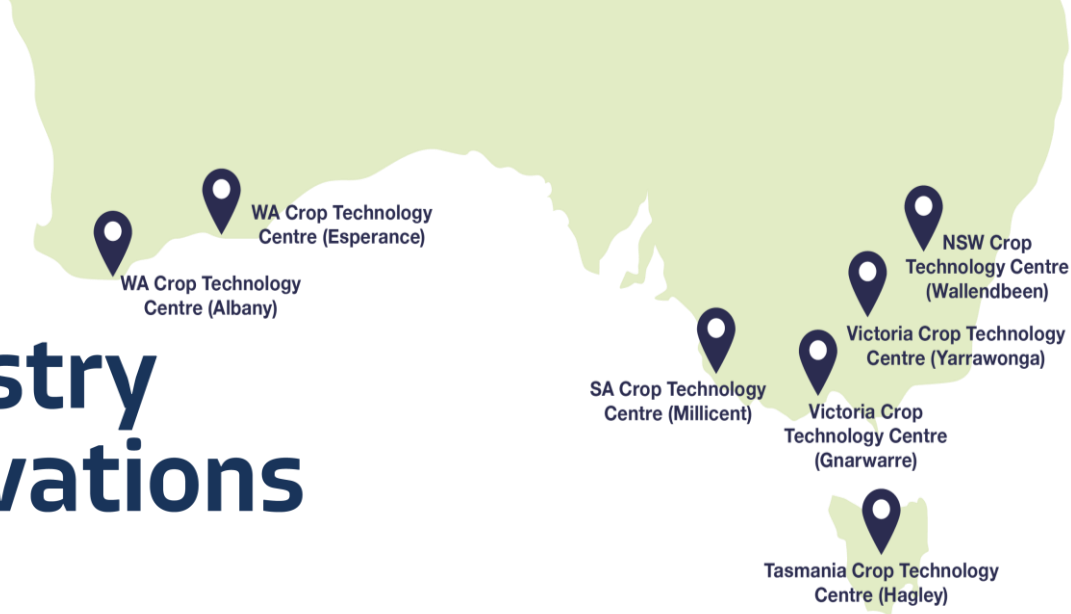 WA Crop Technology
Centre (Esperance)
WA Crop Technology
Centre (Albany)
NSW Crop
Technology Centre
(Wallendbeen)
Victoria Crop Technology
Centre (Yarrawonga)
SA Crop Technology
Centre (Millicent)
Victoria Crop
Technology Centre
(Gnarwarre)
Tasmania Crop Technology
Centre (Hagley)
stry
vations